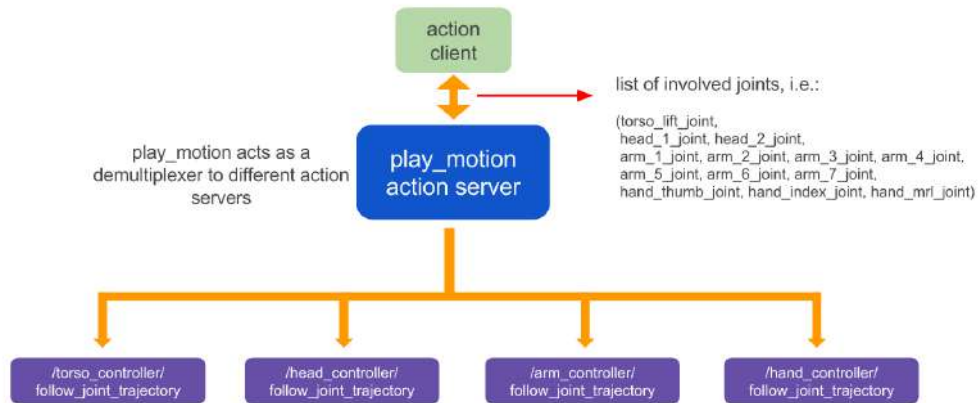 action
client
list of involved joints, i.e.:
(torso_lift_joint,
head_1_joint, head_2_joint,
arm_1_joint, arm_2_joint, arm_3_joint, arm_4_joint,
arm_5_joint, arm_6_joint, arm_7_joint,
hand_thumb_joint, hand_index_joint, hand_mrl_joint)
play_motion acts as a
demultiplexer to different action
servers
play_motion
action server
/torso_controller/
follow_joint_trajectory
/head_controller/
follow_joint_trajectory
/arm_controller/
follow_joint_trajectory
/hand_controller/
follow_joint_trajectory